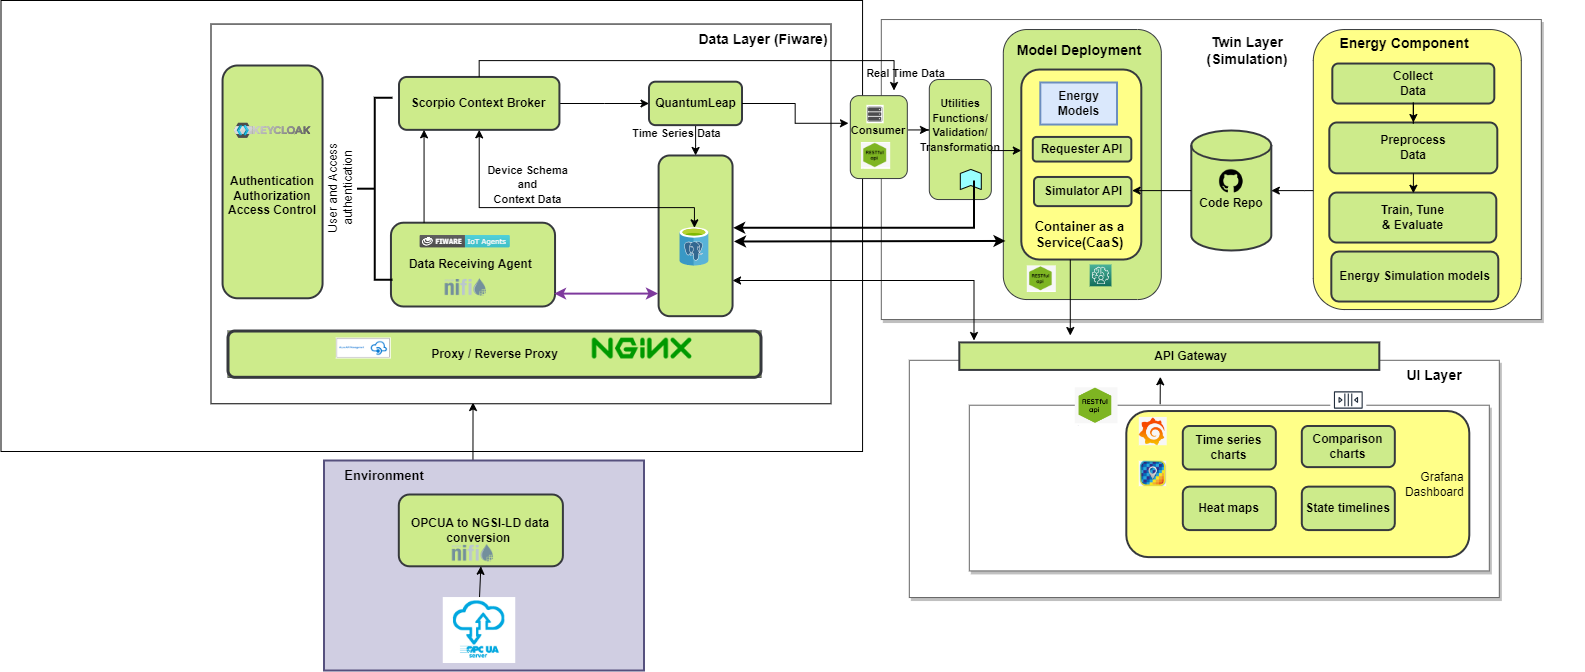 Data Layer (Fiware)
KEYCLOAK
Authentication
Authorization
Access Control
User and Access
authentication
Scorpio Context Broker
QuantumLeap
Time Series Data
Device Schema
and
Context Data
FIWARE IoT Agents
Data Receiving Agent
nifi
Proxy / Reverse Proxy
NGINX
Real Time Data
Consumer
RESTful
api
Utilities
Functions/
Validation/
Transformation
Twin Layer
(Simulation)
Model Deployment
Energy
Models
Requester API
Simulator API
Container as a
Service(CaaS)
RESTful
api
Code Repo
Energy Component
Collect
Data
Preprocess
Data
Train, Tune
& Evaluate
Energy Simulation models
API Gateway
UI Layer
RESTful
api
Time series
charts
Comparison
charts
Heat maps
State timelines
Grafana
Dashboard
Environment
OPCUA to NGSI-LD data
conversion
nifi
OPC UA
server